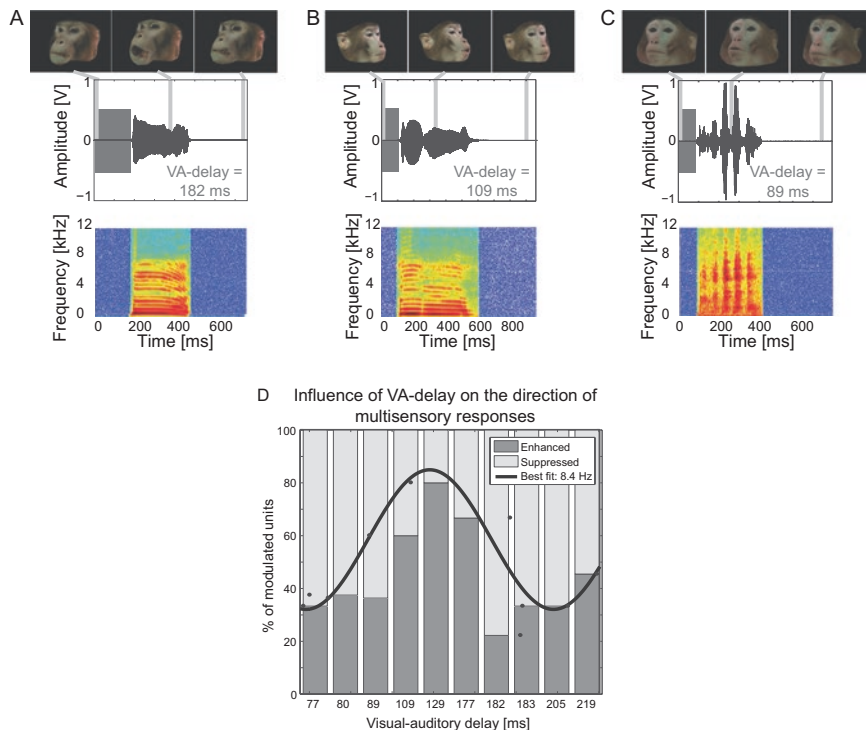 A
B
C
Amplitude [V]
1
0
−1
VA-delay =
182 ms
Amplitude [V]
1
0
−1
VA-delay =
109 ms
Amplitude [V]
1
0
−1
VA-delay =
89 ms
Frequency [kHz]
12
8
4
0
0 200 400 600
Time [ms]
Frequency [kHz]
12
8
4
0
0 200 400 600 800
Time [ms]
Frequency [kHz]
12
8
4
0
0 200 400 600
Time [ms]
D Influence of VA-delay on the direction of
multisensory responses
% of modulated units
100
80
60
40
20
0
Enhanced
Suppressed
Best fit: 8.4 Hz
77 80 89 109 129 177 182 183 205 219
Visual-auditory delay [ms]